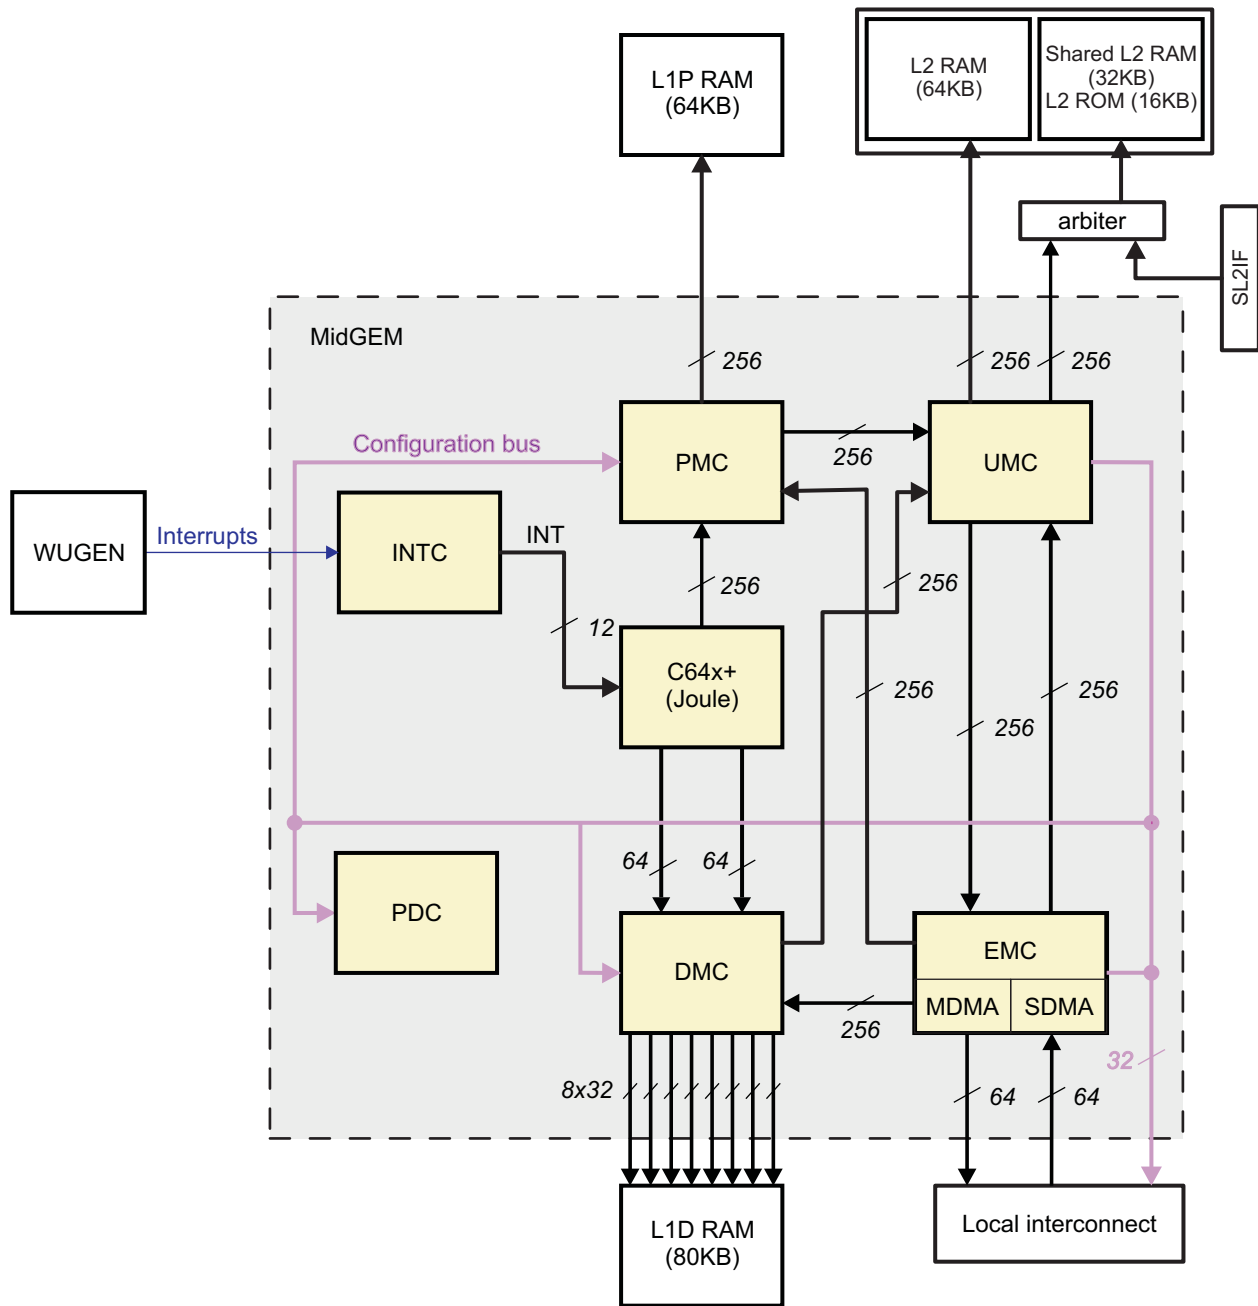 L1P RAM
(64KB)
L2 RAM
(64KB)
Shared L2 RAM
(32KB)
L2 ROM (16KB)
arbiter
SL2IF
MidGEM
256
256
256
Configuration bus
PMC
256
UMC
WUGEN
Interrupts
INTC
INT
12
256
256
C64x+
(Joule)
256
256
256
64
64
PDC
DMC
EMC
MDMA
SDMA
256
8x32
64
64
32
L1D RAM
(80KB)
Local interconnect